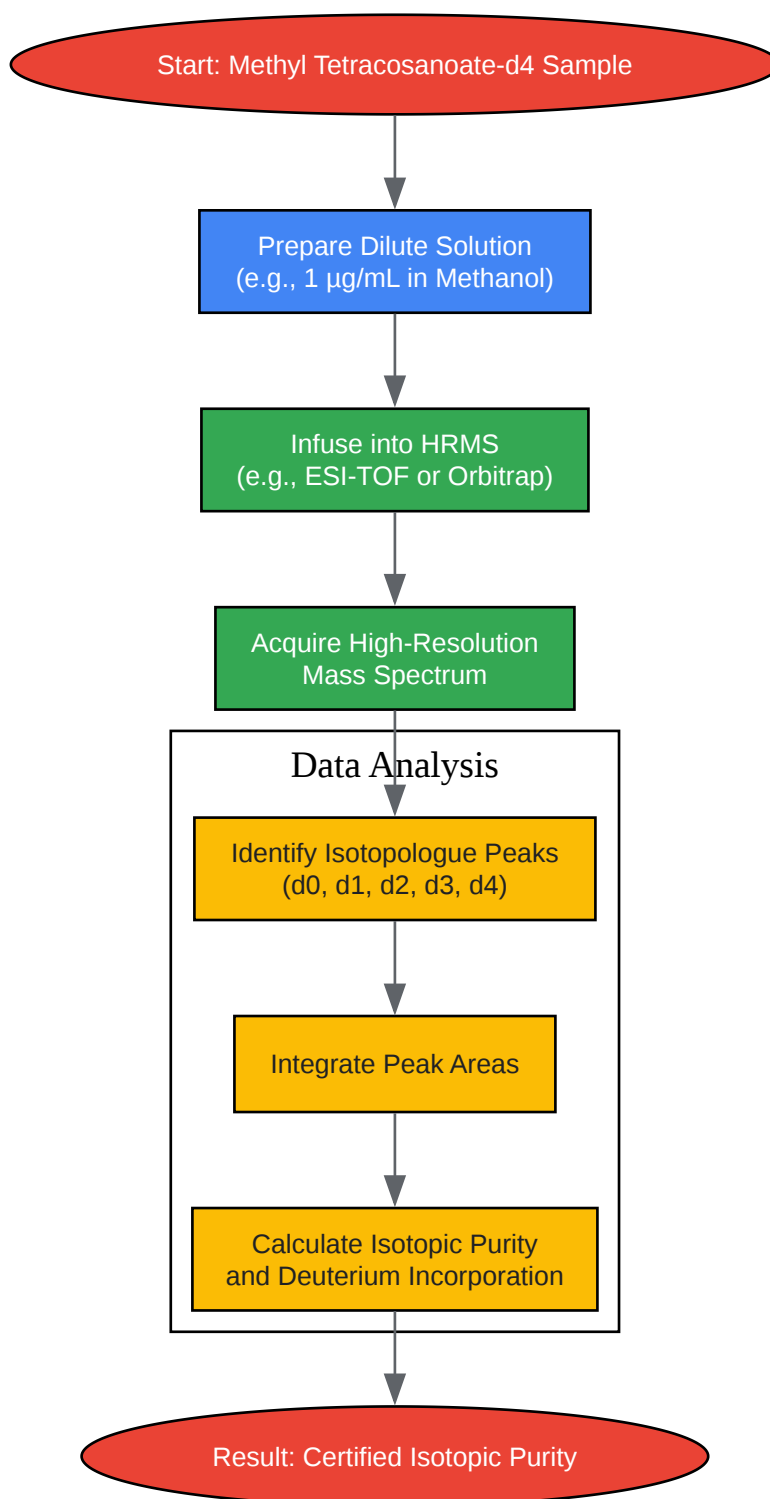 Start: Methyl Tetracosanoate-d4 Sample
Prepare Dilute Solution
(e.g., 1 µg/mL in Methanol)
Infuse into HRMS
(e.g., ESI-TOF or Orbitrap)
Acquire High-Resolution
Mass Spectrum
Data Analysis
Identify Isotopologue Peaks
(d0, d1, d2, d3, d4)
Integrate Peak Areas
Calculate Isotopic Purity
and Deuterium Incorporation
Result: Certified Isotopic Purity